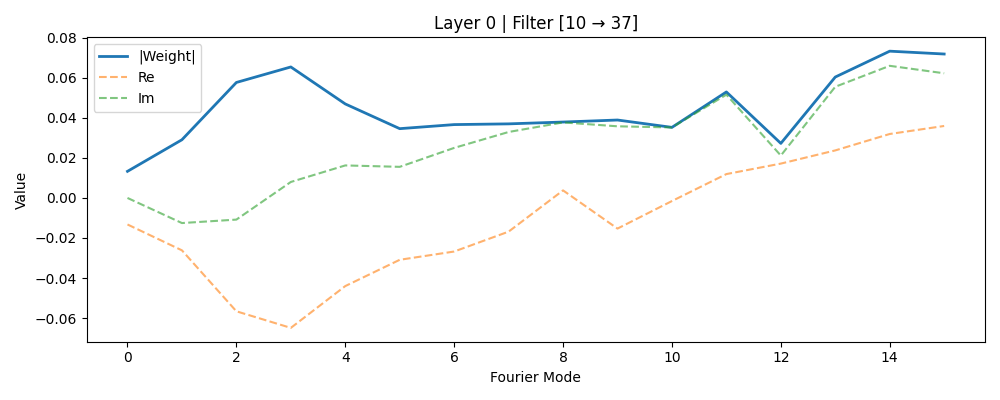 Layer 0 | Filter [10 → 37]
|Weight|
Re
Im
Value
0.08
0.06
0.04
0.02
0.00
−0.02
−0.04
−0.06
0 2 4 6 8 10 12 14
Fourier Mode